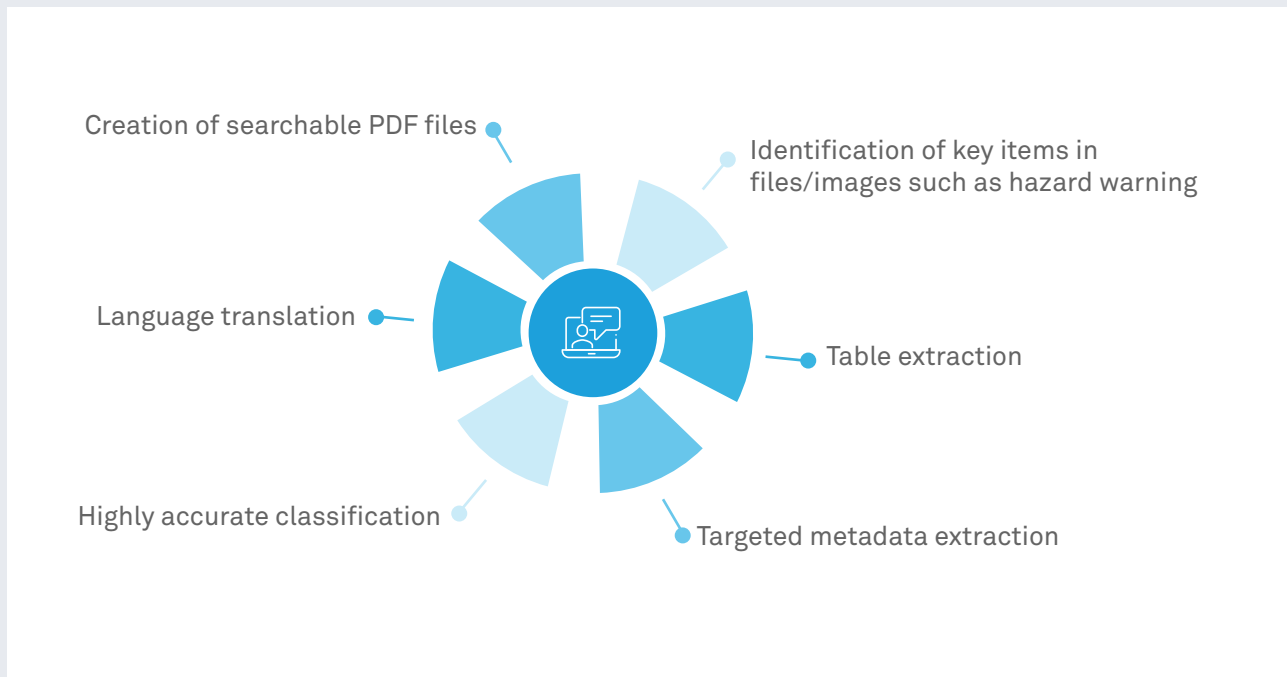 Creation of searchable PDF files
Identification of key items in
files/images such as hazard warning
Language translation
Table extraction
Highly accurate classification
Targeted metadata extraction